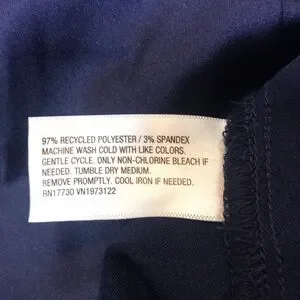 97% RECYCLED POLYESTER / 3% SPANDEX
MACHINE WASH COLD WITH LIKE COLORS.
GENTLE CYCLE. ONLY NON-CHLORINE BLEACH IF
NEEDED. TUMBLE DRY MEDIUM.
REMOVE PROMPTLY. COOL IRON IF NEEDED.
RN17730 VN1973122